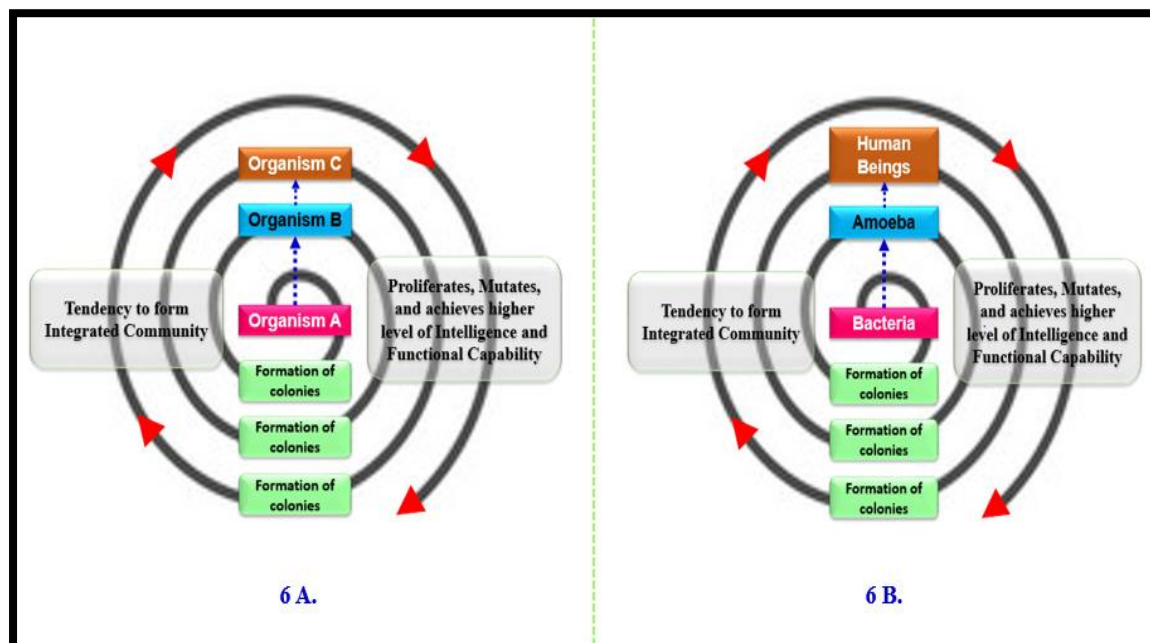 Organism C
Organism B
Tendency to form
Integrated Community
Proliferates, Mutates,
and achieves higher
level of Intelligence and
Functional Capability
Organism A
Formation of
colonies
Formation of
colonies
Formation of
colonies
6 A.
Human
Beings
Amoeba
Tendency to form
Integrated Community
Proliferates, Mutates,
and achieves higher
level of Intelligence and
Functional Capability
Bacteria
Formation of
colonies
Formation of
colonies
Formation of
colonies
6 B.